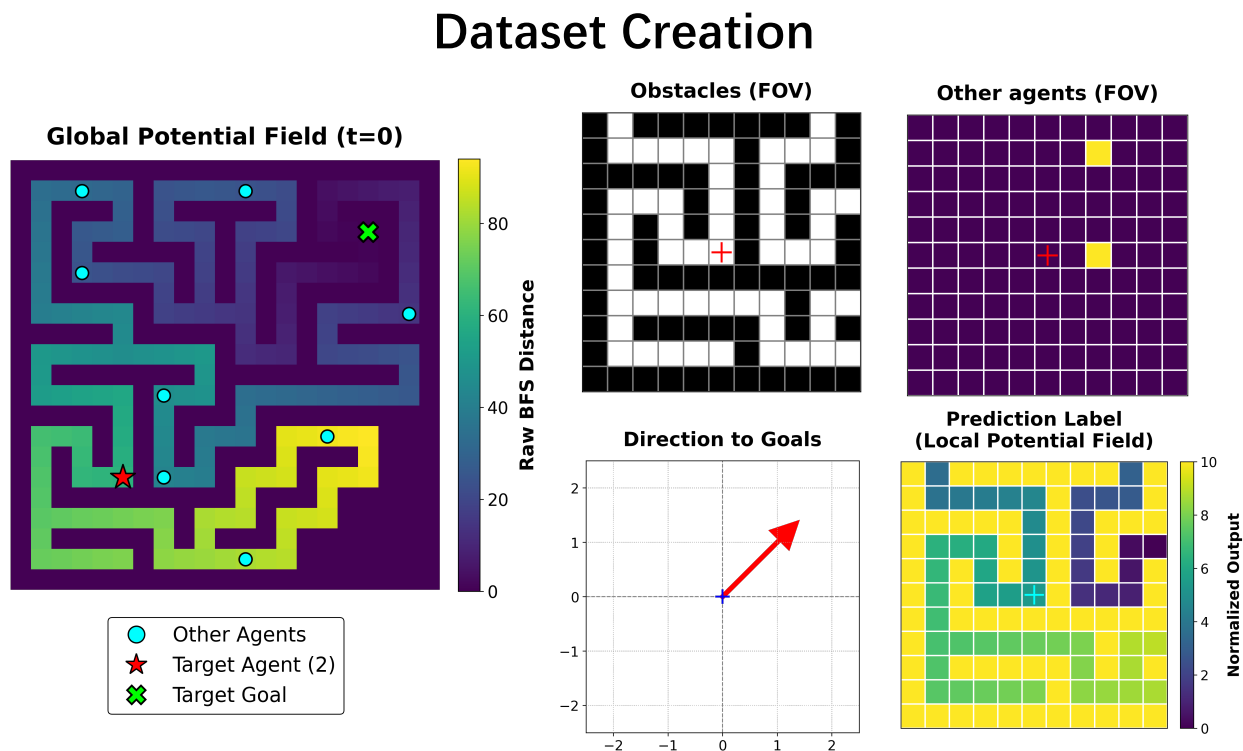 Dataset Creation
Global Potential Field (t=0)
80
60
40
20
0
Raw BFS Distance
Other Agents
Target Agent (2)
Target Goal
Obstacles (FOV)
Other agents (FOV)
Direction to Goals
2
1
0
−1
−2
−2
−1
0
1
2
Prediction Label
(Local Potential Field)
10
8
6
4
2
0
Normalized Output